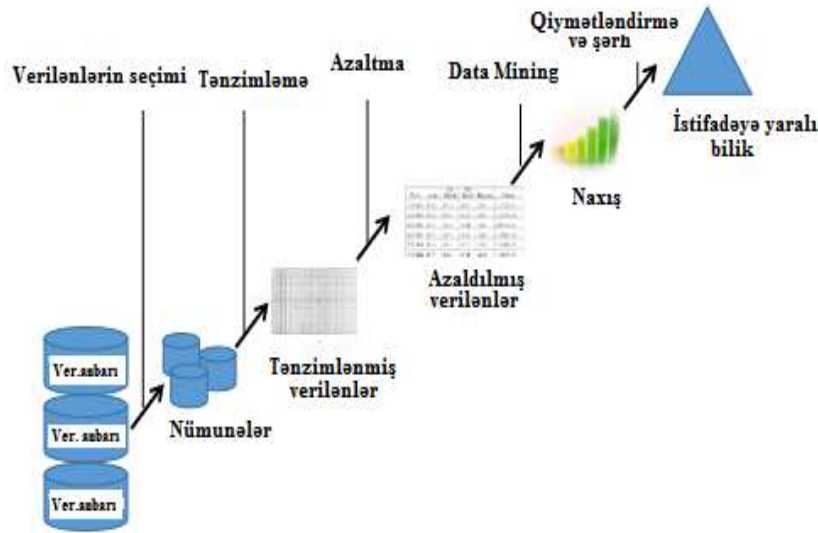 Qiymətləndirmə
və şərh
Azaltma
Verilənlərin seçimi
Tənzimləmə
Data Mining
İstifadəyə yaralı
bilik
Naxış
Azaldılmış
verilənlər
Tənzimlənmiş
verilənlər
Nümunələr
Ver.anbarı
Ver. anbarı
Ver.anbarı